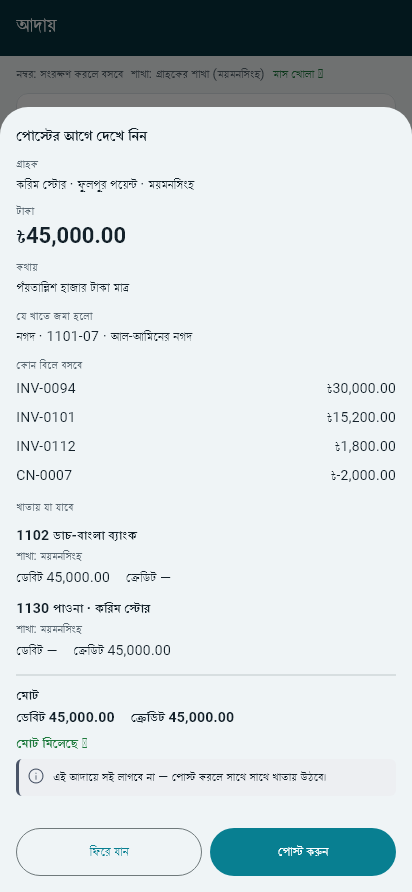 আদায়
নম্বর: সংরক্ষণ করলে বসবে শাখা: গ্রাহকের শাখা (ময়মনসিংহ) মাস খোলা
পোস্টের আগে দেখে নিন
গ্রাহক
করিম স্টোর · ফুলপুর পয়েন্ট · ময়মনসিংহ
টাকা
৳45,000.00
কথায়
পঁয়তাল্লিশ হাজার টাকা মাত্র
যে খাতে জমা হলো
নগদ · 1101-07 · আল-আমিনের নগদ
কোন বিলে বসবে
INV-0094 ৳30,000.00
INV-0101 ৳15,200.00
INV-0112 ৳1,800.00
CN-0007 ৳-2,000.00
খাতায় যা যাবে
1102 ডাচ-বাংলা ব্যাংক
শাখা: ময়মনসিংহ
ডেবিট 45,000.00 ক্রেডিট —
1130 পাওনা · করিম স্টোর
শাখা: ময়মনসিংহ
ডেবিট — ক্রেডিট 45,000.00
মোট
ডেবিট 45,000.00 ক্রেডিট 45,000.00
মোট মিলেছে
এই আদায়ে সই লাগবে না — পোস্ট করলে সাথে সাথে খাতায় উঠবে।
ফিরে যান
পোস্ট করুন